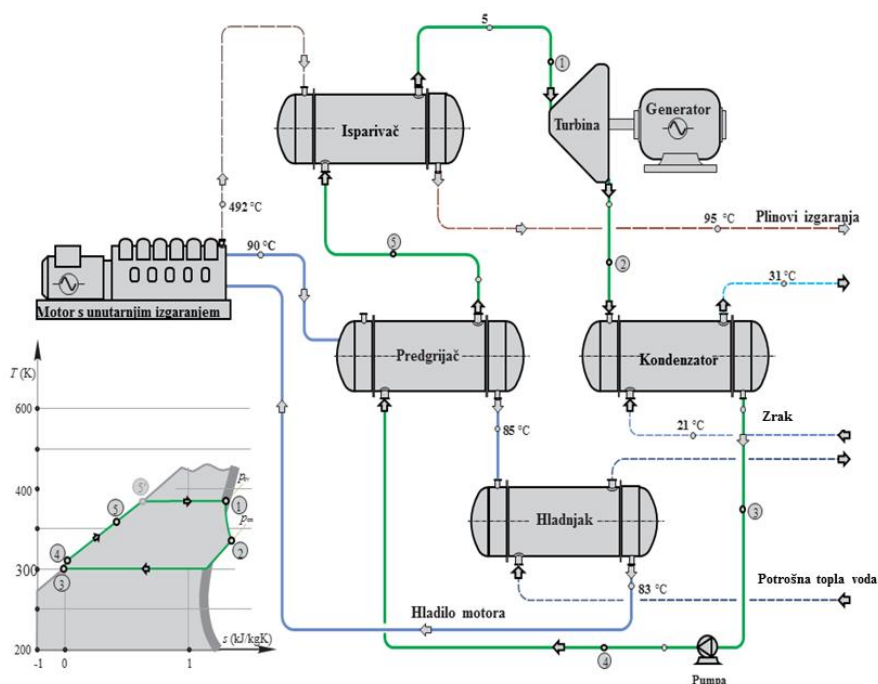 5
1
Isparivač
Turbina
Generator
492 °C
90 °C
5
95 °C
Plinovi izgaranja
2
31 °C
Motor s unutarnjim izgaranjem
Predgrijač
Kondenzator
85 °C
21 °C
Zrak
Hladnjak
3
83 °C
Potrošna topla voda
Hladilo motora
4
Pumpa
T (K)
600
400
5'
5
1
4
2
300
3
200
-1
0
1
s (kJ/kgK)